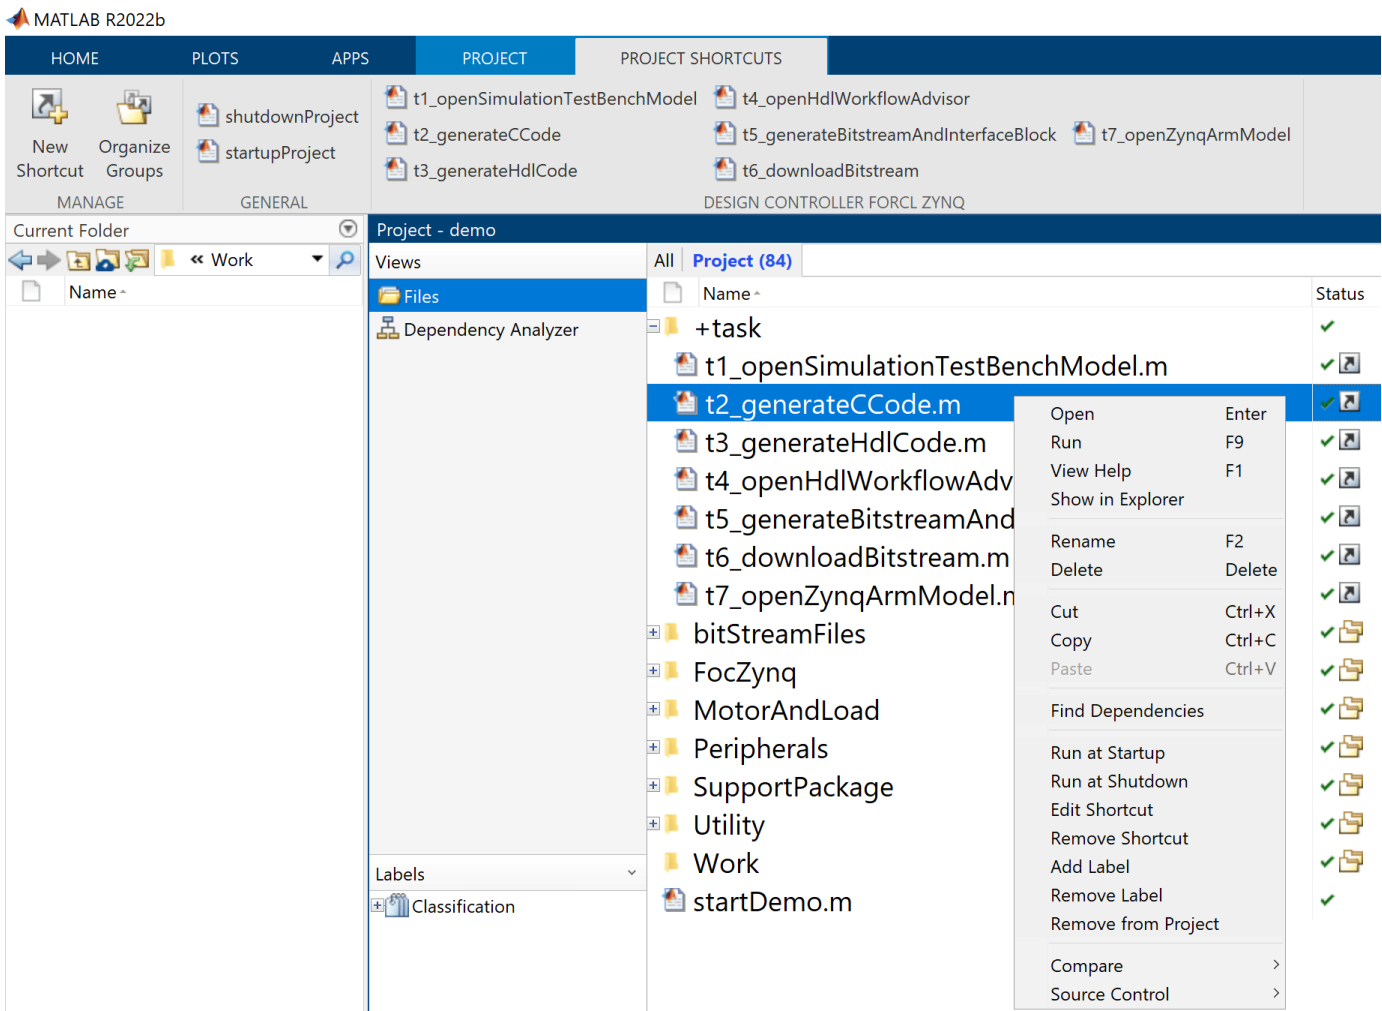 MATLAB R2022b
HOME PLOTS APPS PROJECT PROJECT SHORTCUTS
New Shortcut
Organize Groups
MANAGE
shutdownProject
startupProject
GENERAL
t1_openSimulationTestBenchModel
t2_generateCCode
t3_generateHdlCode
t4_openHdlWorkflowAdvisor
t5_generateBitstreamAndInterfaceBlock
t6_downloadBitstream
t7_openZynqArmModel
DESIGN CONTROLLER FORCL ZYNQ
Current Folder
« Work
Name
Project - demo
Views
Files
Dependency Analyzer
Labels
Classification
All Project (84)
Name Status
+task
t1_openSimulationTestBenchModel.m
t2_generateCCode.m
t3_generateHdlCode.m
t4_openHdlWorkflowAdv
t5_generateBitstreamAnd
t6_downloadBitstream.m
t7_openZynqArmModel.m
bitStreamFiles
FocZynq
MotorAndLoad
Peripherals
SupportPackage
Utility
Work
startDemo.m
Open Enter
Run F9
View Help F1
Show in Explorer
Rename F2
Delete Delete
Cut Ctrl+X
Copy Ctrl+C
Paste Ctrl+V
Find Dependencies
Run at Startup
Run at Shutdown
Edit Shortcut
Remove Shortcut
Add Label
Remove Label
Remove from Project
Compare
Source Control